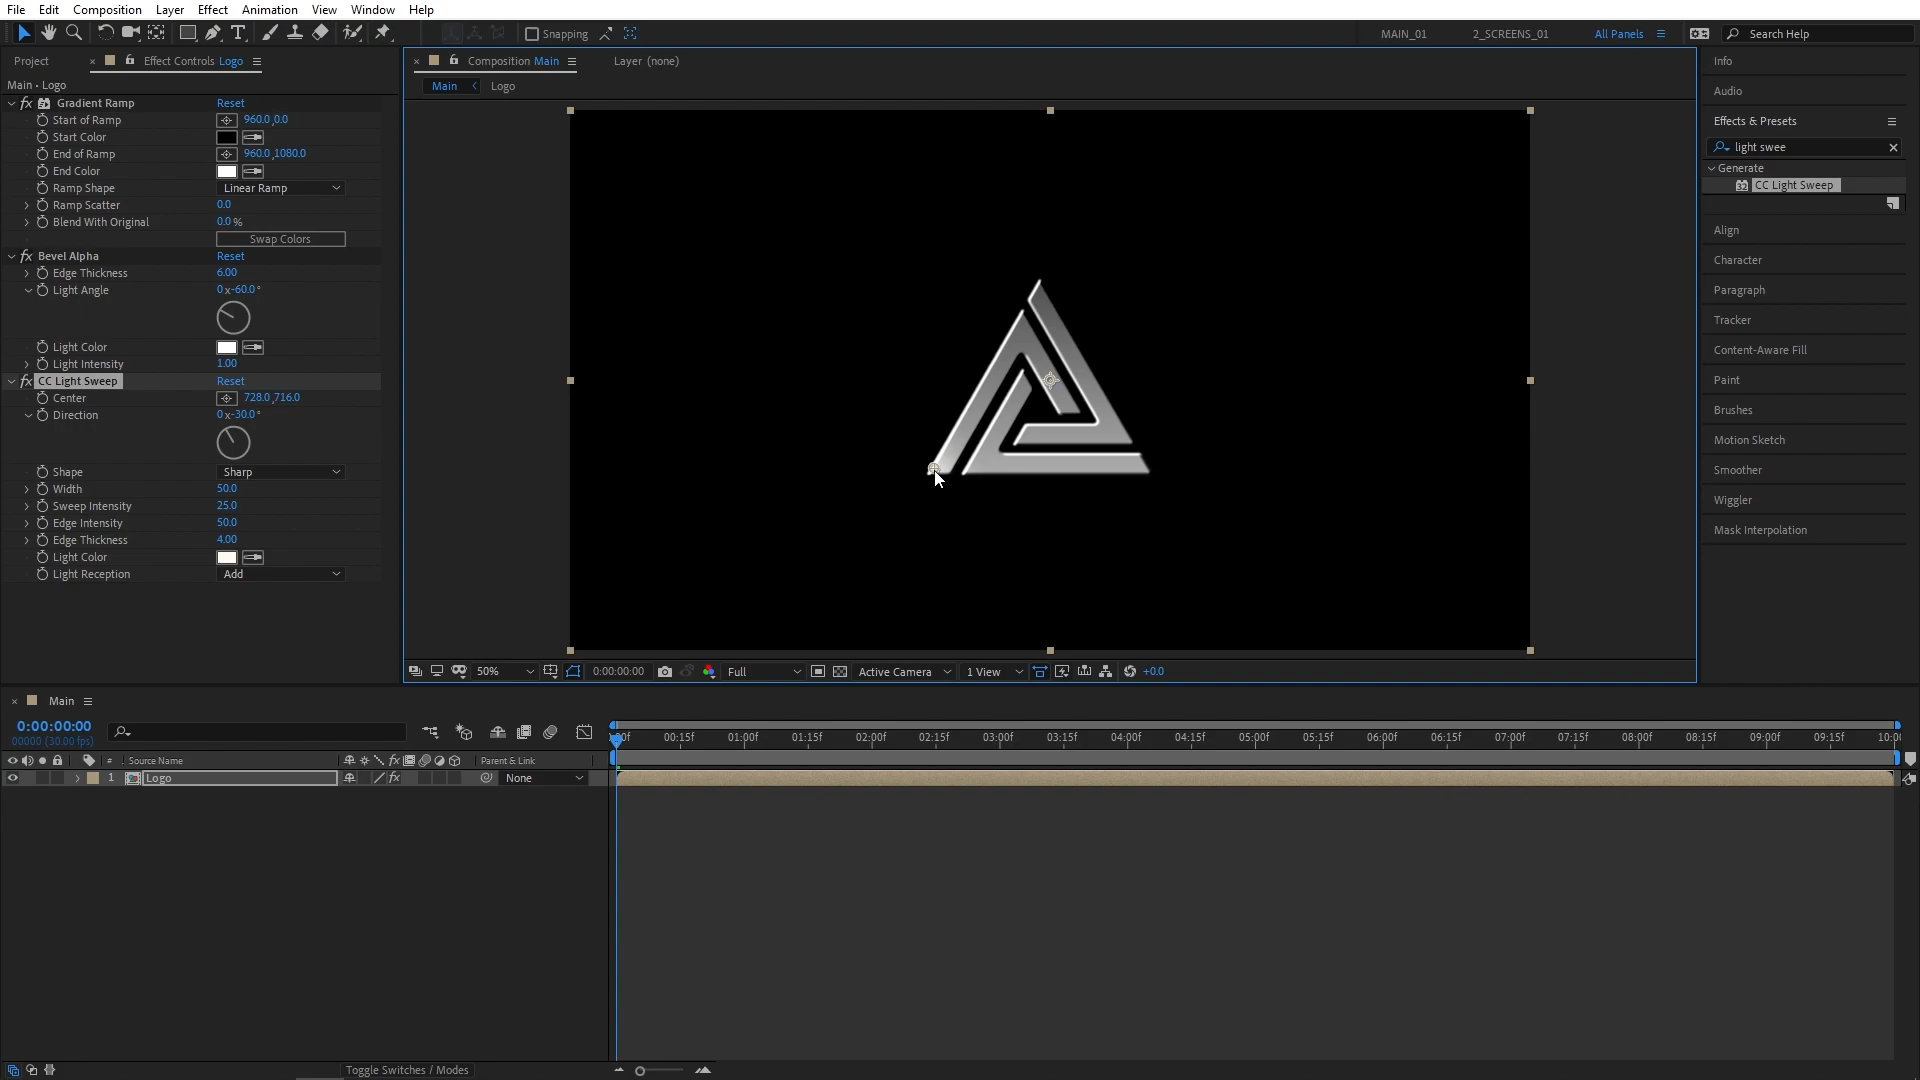 File Edit Composition Layer Effect Animation View Window Help
Snapping
MAIN_01 2_SCREENS_01 All Panels
Search Help
Project
Effect Controls Logo
Main • Logo
Gradient Ramp Reset
Start of Ramp 960.0,0.0
Start Color
End of Ramp 960.0,1080.0
End Color
Ramp Shape Linear Ramp
Ramp Scatter 0.0
Blend With Original 0.0 %
Swap Colors
fx Bevel Alpha Reset
Edge Thickness 6.00
Light Angle 0 x-60.0 °
Light Color
Light Intensity 1.00
fx CC Light Sweep Reset
Center 728.0,716.0
Direction 0 x-30.0 °
Shape Sharp
Width 50.0
Sweep Intensity 25.0
Edge Intensity 50.0
Edge Thickness 4.00
Light Color
Light Reception Add
Composition Main
Layer (none)
Main Logo
50%
0:00:00:00
Full
Active Camera
1 View
+0.0
Info
Audio
Effects & Presets
light swee
Generate
32 CC Light Sweep
Align
Character
Paragraph
Tracker
Content-Aware Fill
Paint
Brushes
Motion Sketch
Smoother
Wiggler
Mask Interpolation
Main
0:00:00:00
00000 (30.00 fps)
# Source Name
Parent & Link
1 Logo None
00:15f 01:00f 01:15f 02:00f 02:15f 03:00f 03:15f 04:00f 04:15f 05:00f 05:15f 06:00f 06:15f 07:00f 07:15f 08:00f 08:15f 09:00f 09:15f
Toggle Switches / Modes